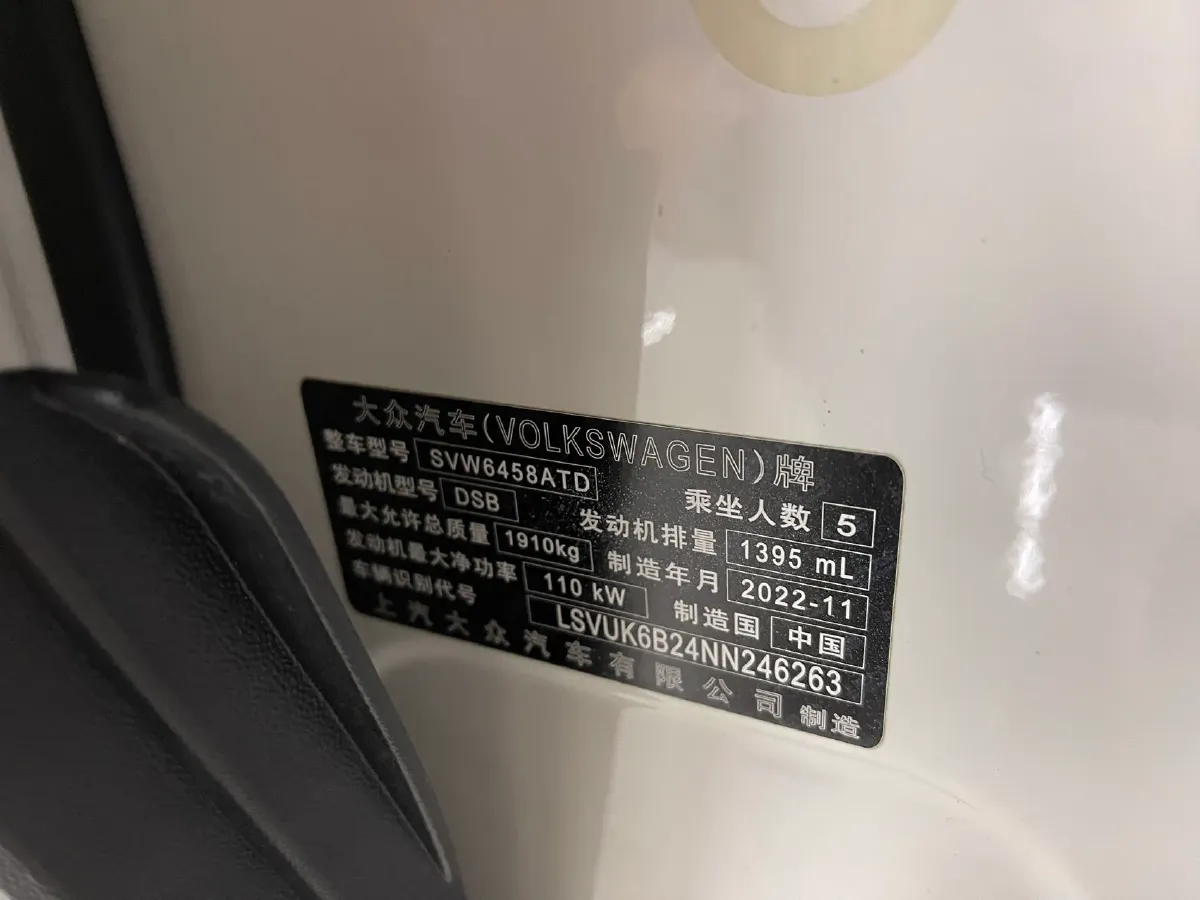 大众汽车(VOLKSWAGEN)牌
整车型号 SVW6458ATD 乘坐人数 5
发动机型号 DSB 发动机排量 1395 mL
最大允许总质量 1910kg 制造年月 2022-11
发动机最大净功率 110 kW 制造国 中国
车辆识别代号 LSVUK6B24NN246263
上汽大众汽车有限公司 制造